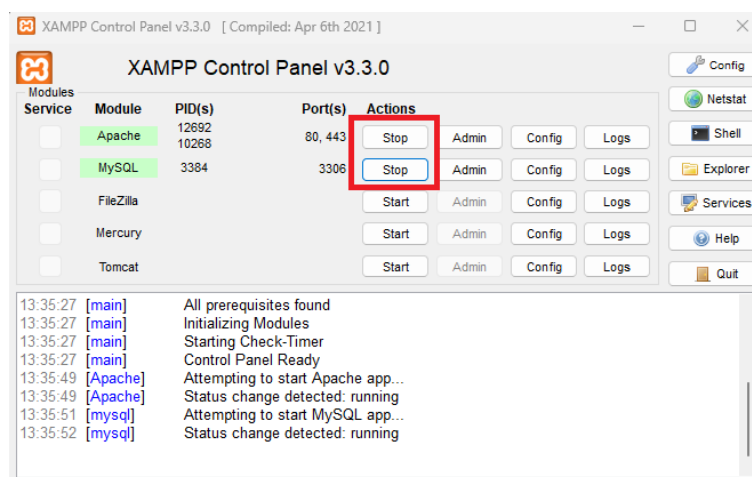 XAMPP Control Panel v3.3.0 [ Compiled: Apr 6th 2021 ]
XAMPP Control Panel v3.3.0
Config
Modules
Service Module PID(s) Port(s) Actions
Netstat
Apache 12692 10268 80, 443 Stop Admin Config Logs
Shell
MySQL 3384 3306 Stop Admin Config Logs
Explorer
FileZilla Start Admin Config Logs
Services
Mercury Start Admin Config Logs
Help
Tomcat Start Admin Config Logs
Quit
13:35:27 [main] All prerequisites found
13:35:27 [main] Initializing Modules
13:35:27 [main] Starting Check-Timer
13:35:27 [main] Control Panel Ready
13:35:49 [Apache] Attempting to start Apache app...
13:35:49 [Apache] Status change detected: running
13:35:51 [mysql] Attempting to start MySQL app...
13:35:52 [mysql] Status change detected: running